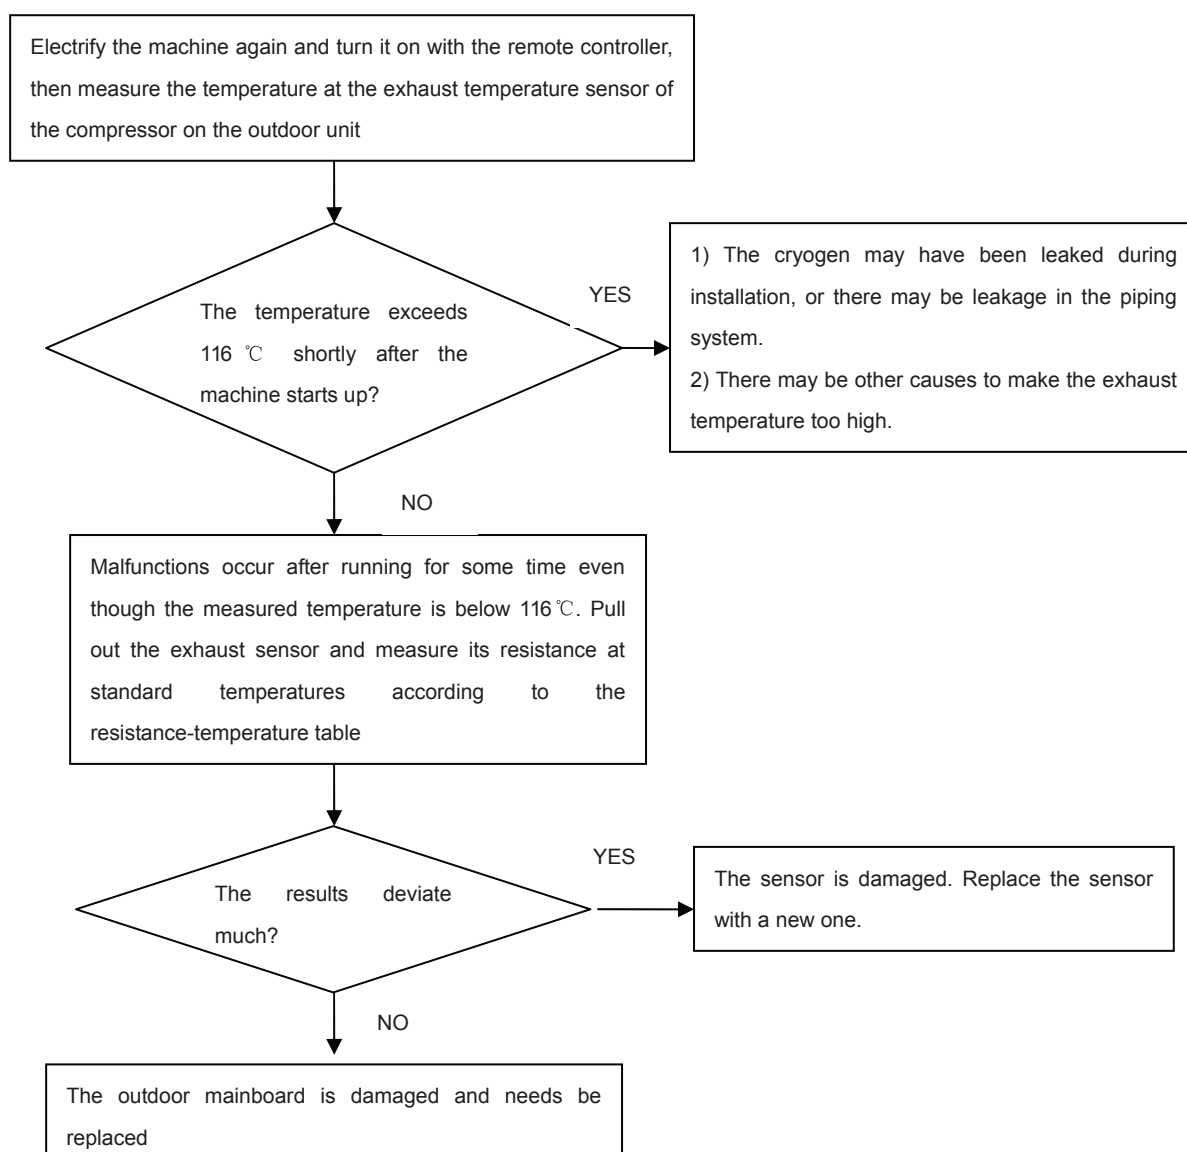 Electrify the machine again and turn it on with the remote controller,
then measure the temperature at the exhaust temperature sensor of
the compressor on the outdoor unit
The temperature exceeds
116 ℃ shortly after the
machine starts up?
YES
1) The cryogen may have been leaked during
installation, or there may be leakage in the piping
system.
2) There may be other causes to make the exhaust
temperature too high.
NO
Malfunctions occur after running for some time even
though the measured temperature is below 116℃. Pull
out the exhaust sensor and measure its resistance at
standard temperatures according to the
resistance-temperature table
The results deviate
much?
YES
The sensor is damaged. Replace the sensor
with a new one.
NO
The outdoor mainboard is damaged and needs be
replaced